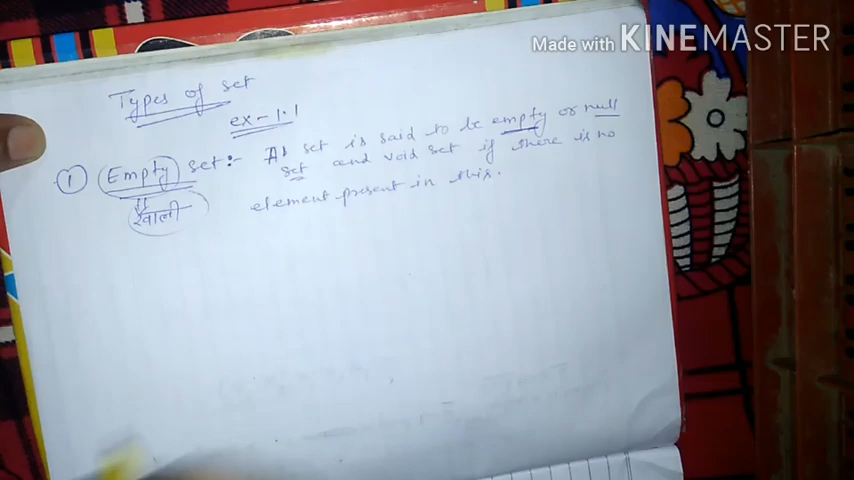 Made with KINEMASTER
Types of set
ex-1.1
1 Empty set :- A set is said to be empty or null
set and void set if there is no
खाली element present in this.